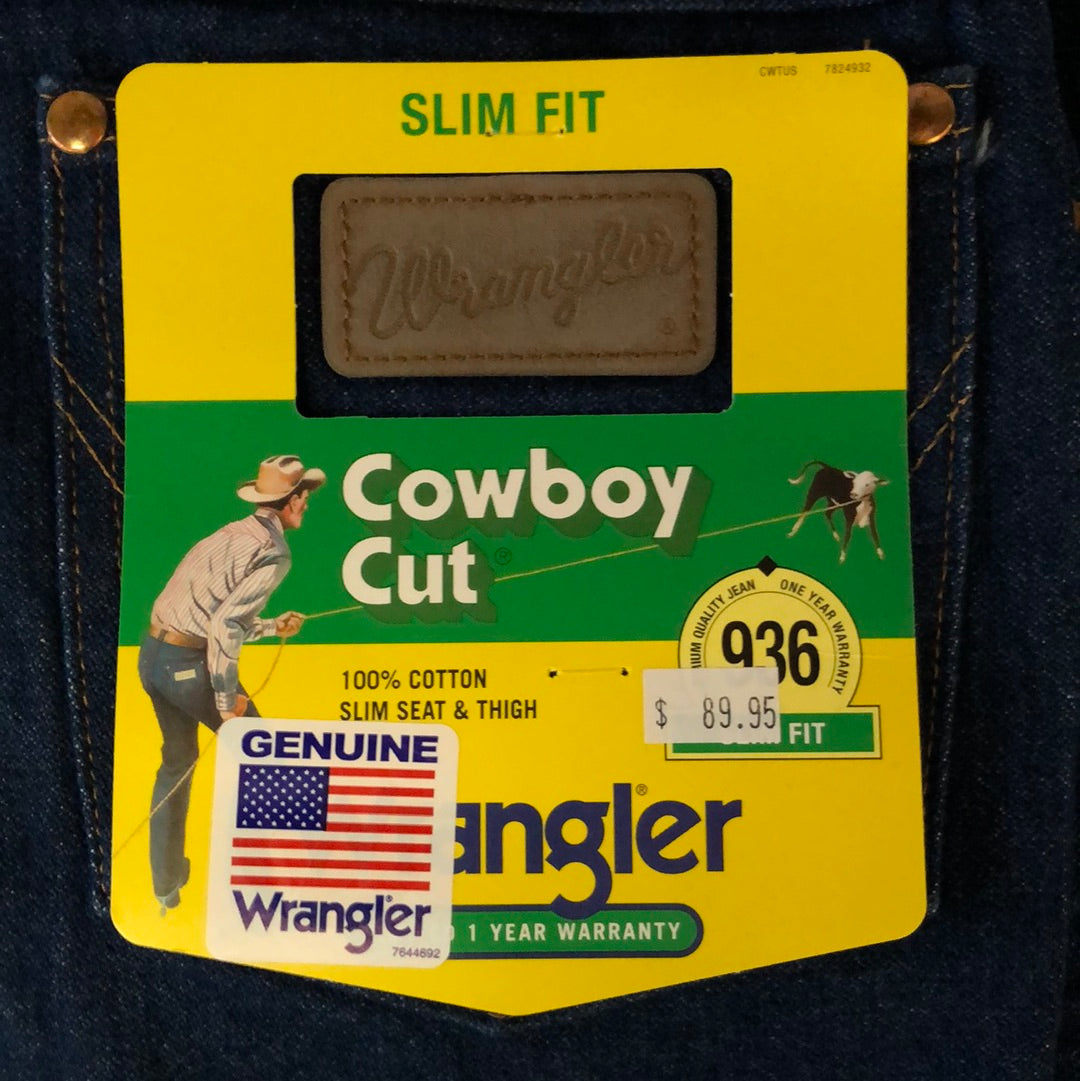 CWTUS 7824932
SLIM FIT
Wrangler ®
Cowboy
Cut ®
QUALITY JEAN ONE YEAR WARRANTY
936
100% COTTON
SLIM SEAT & THIGH
$ 89.95
FIT
GENUINE
angler ®
Wrangler
1 YEAR WARRANTY
7644692